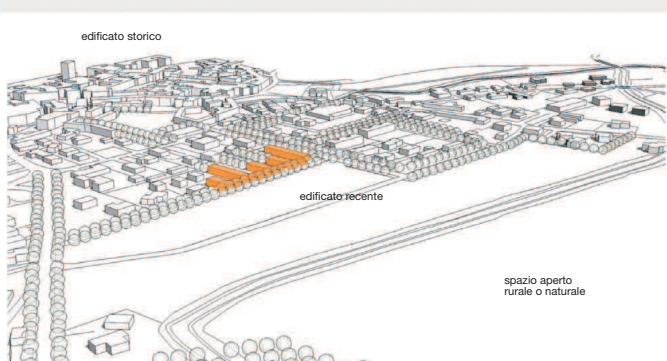 edificato storico
edificato recente
spazio aperto
rurale o naturale